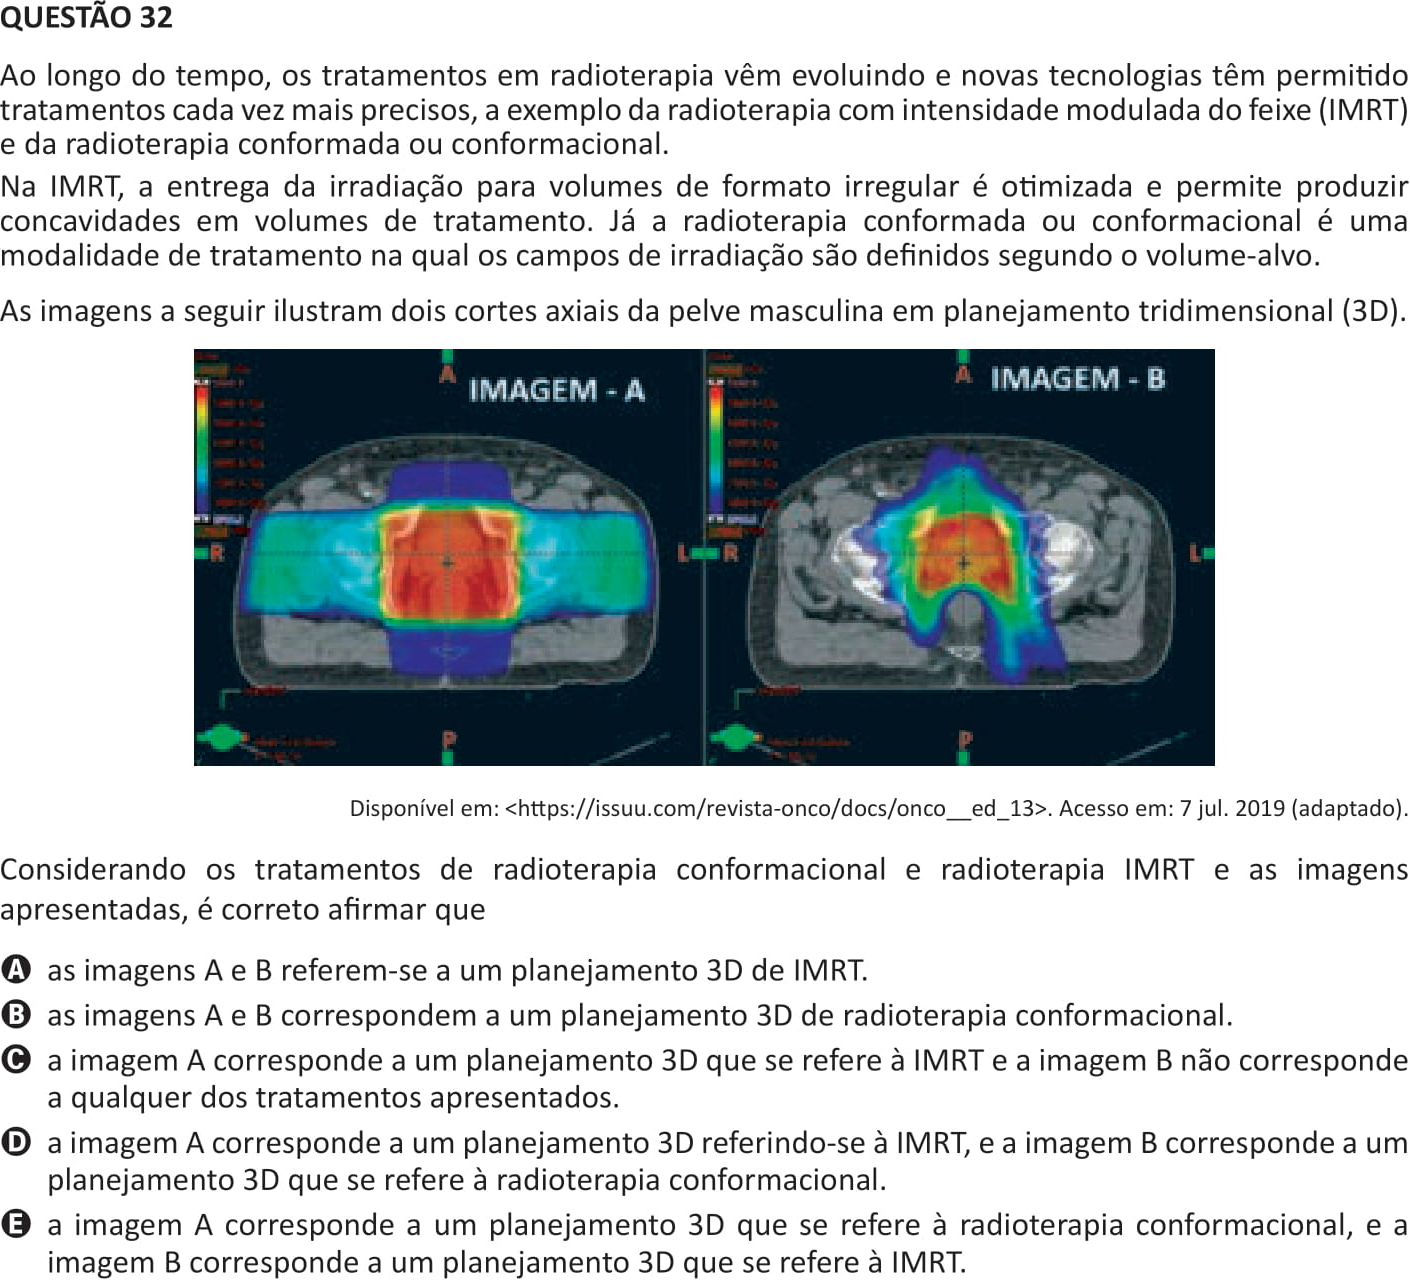 QUESTÃO 32
Ao longo do tempo, os tratamentos em radioterapia vêm evoluindo e novas tecnologias têm permitido
tratamentos cada vez mais precisos, a exemplo da radioterapia com intensidade modulada do feixe (IMRT)
e da radioterapia conformada ou conformacional.
Na IMRT, a entrega da irradiação para volumes de formato irregular é otimizada e permite produzir
concavidades em volumes de tratamento. Já a radioterapia conformada ou conformacional é uma
modalidade de tratamento na qual os campos de irradiação são definidos segundo o volume-alvo.
As imagens a seguir ilustram dois cortes axiais da pelve masculina em planejamento tridimensional (3D).
A IMAGEM - A
A IMAGEM - B
R L R L
P P
Disponível em: <https://issuu.com/revista-onco/docs/onco__ed_13>. Acesso em: 7 jul. 2019 (adaptado).
Considerando os tratamentos de radioterapia conformacional e radioterapia IMRT e as imagens
apresentadas, é correto afirmar que
A as imagens A e B referem-se a um planejamento 3D de IMRT.
B as imagens A e B correspondem a um planejamento 3D de radioterapia conformacional.
C a imagem A corresponde a um planejamento 3D que se refere à IMRT e a imagem B não corresponde
a qualquer dos tratamentos apresentados.
D a imagem A corresponde a um planejamento 3D referindo-se à IMRT, e a imagem B corresponde a um
planejamento 3D que se refere à radioterapia conformacional.
E a imagem A corresponde a um planejamento 3D que se refere à radioterapia conformacional, e a
imagem B corresponde a um planejamento 3D que se refere à IMRT.